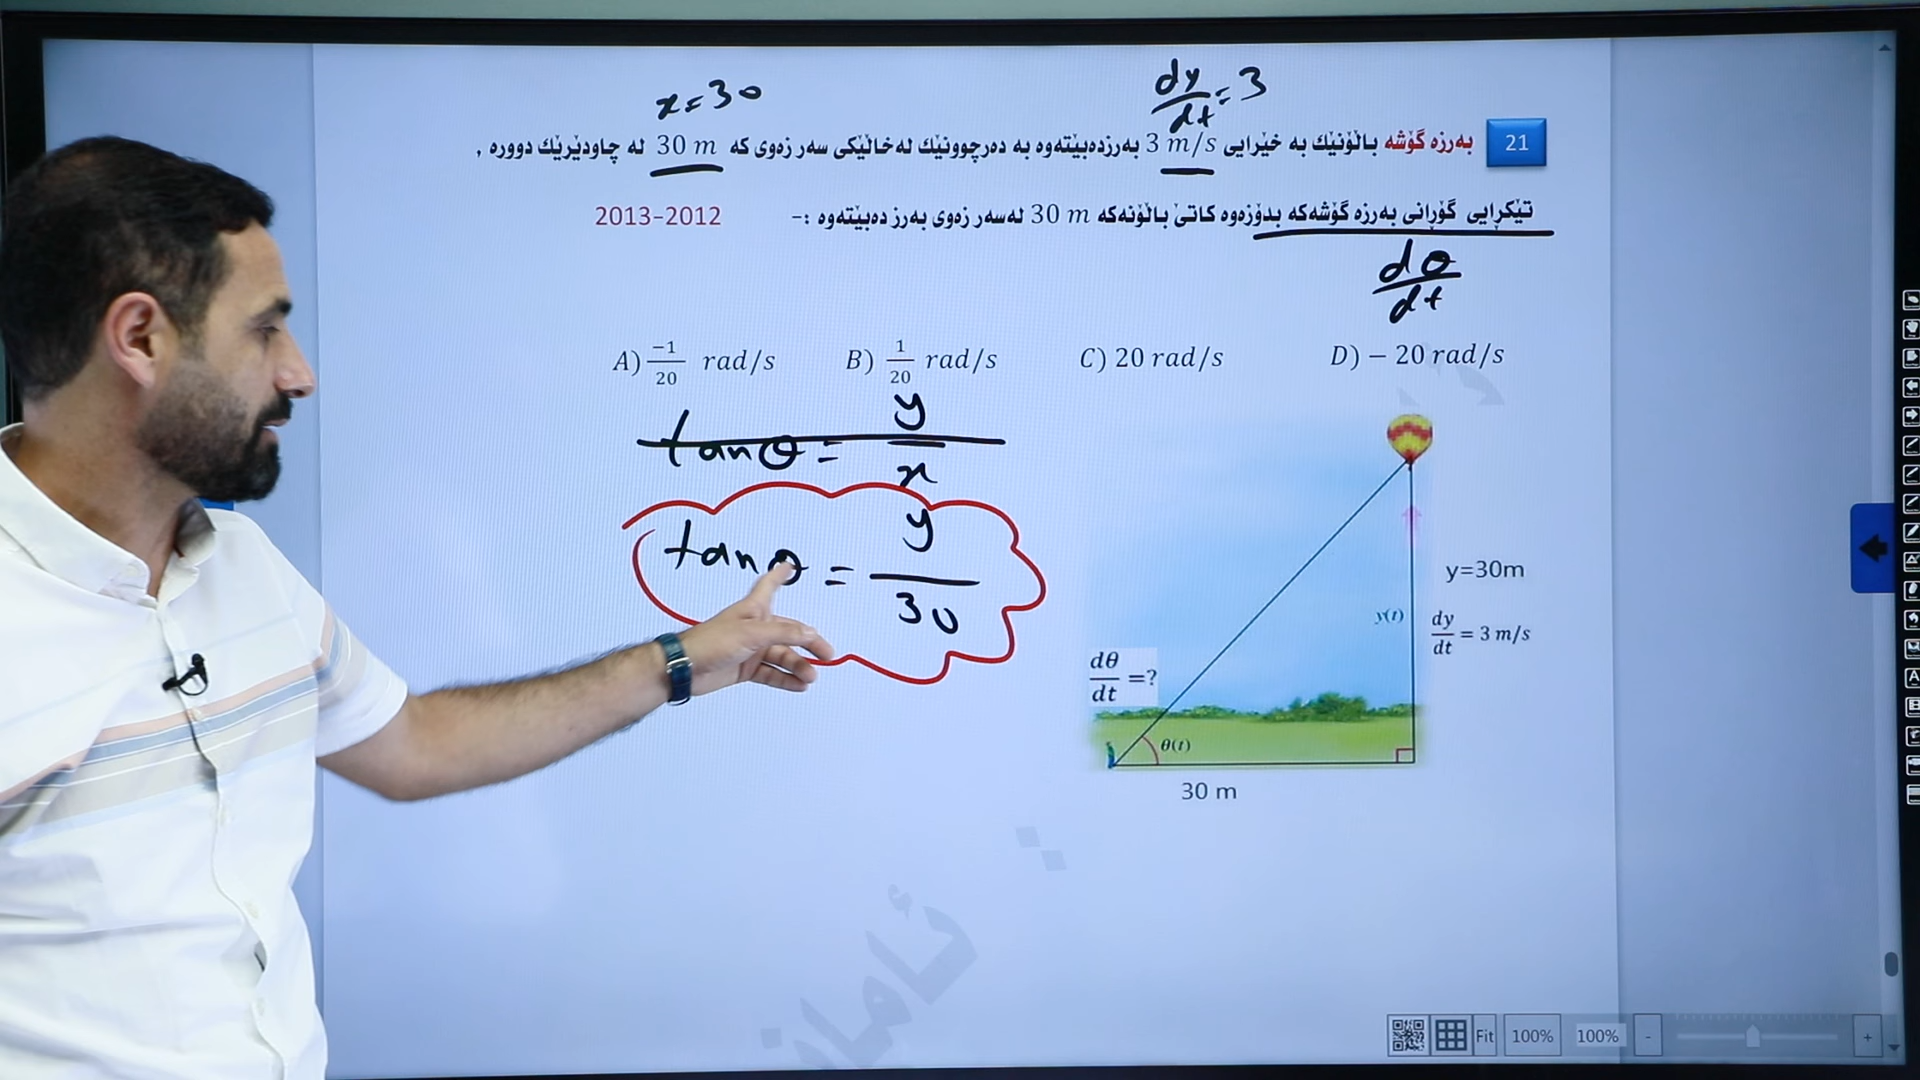 x=30
dy/dt=3
21 بەرزە گۆشە باڵۆنێك بە خێرایی 3 m/s بەرزدەبێتەوە بە دەرچوونێك لەخاڵێكی سەر زەوی كە 30 m لە چاودێرێك دوورە ,
تێكڕایی گۆڕانی بەرزە گۆشەكە بدۆزەوە كاتێ باڵۆنەكە 30 m لەسەر زەوی بەرز دەبێتەوە :- 2012-2013
dθ/dt
A) -1/20 rad/s B) 1/20 rad/s C) 20 rad/s D) – 20 rad/s
tanθ = y/x
tanθ = y/30
y=30m
y(t)
dy/dt = 3 m/s
dθ/dt =?
θ(t)
30 m
ئامان
Fit 100% 100% - +